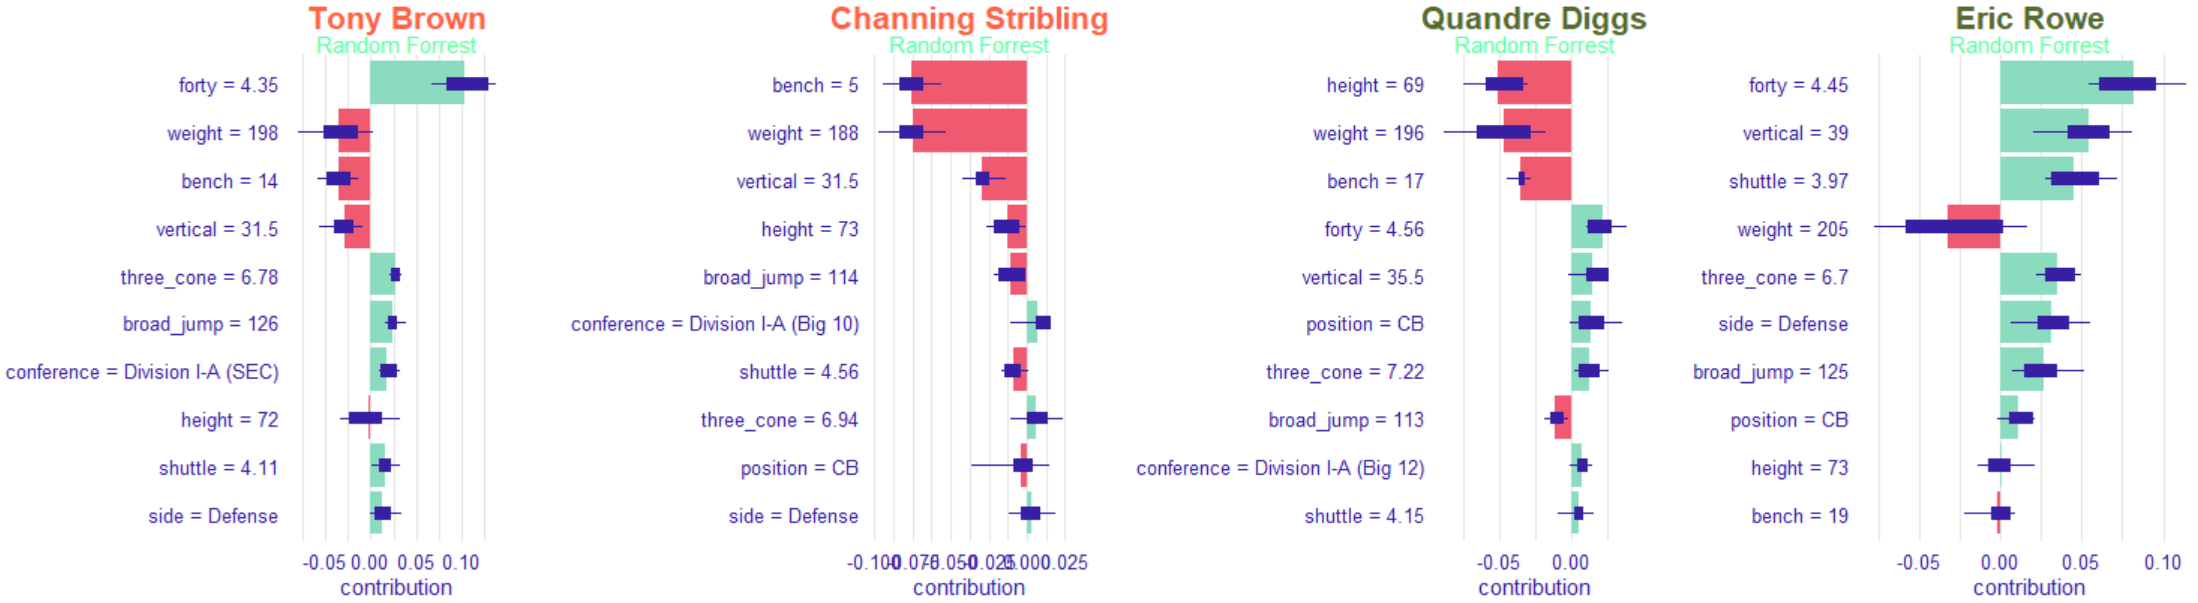 Tony Brown
Random Forrest
forty = 4.35
weight = 198
bench = 14
vertical = 31.5
three_cone = 6.78
broad_jump = 126
conference = Division I-A (SEC)
height = 72
shuttle = 4.11
side = Defense
-0.05 0.00 0.05 0.10
contribution
Channing Stribling
Random Forrest
bench = 5
weight = 188
vertical = 31.5
height = 73
broad_jump = 114
conference = Division I-A (Big 10)
shuttle = 4.56
three_cone = 6.94
position = CB
side = Defense
-0.100 -0.075 -0.050 -0.025 0.000 0.025
contribution
Quandre Diggs
Random Forrest
height = 69
weight = 196
bench = 17
forty = 4.56
vertical = 35.5
position = CB
three_cone = 7.22
broad_jump = 113
conference = Division I-A (Big 12)
shuttle = 4.15
-0.05 0.00
contribution
Eric Rowe
Random Forrest
forty = 4.45
vertical = 39
shuttle = 3.97
weight = 205
three_cone = 6.7
side = Defense
broad_jump = 125
position = CB
height = 73
bench = 19
-0.05 0.00 0.05 0.10
contribution